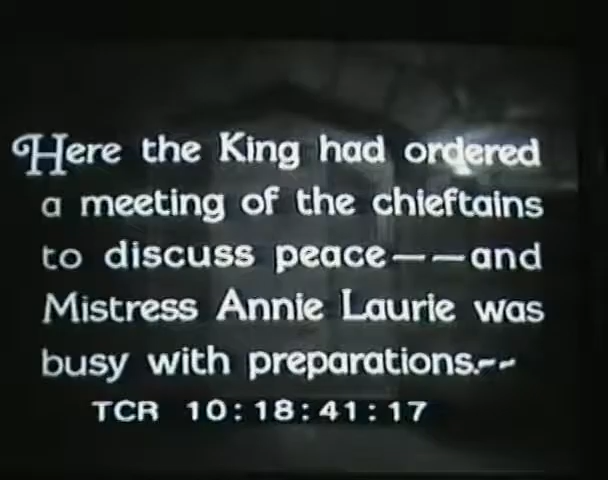 Here the King had ordered
a meeting of the chieftains
to discuss peace——and
Mistress Annie Laurie was
busy with preparations.--
TCR 10:18:41:17